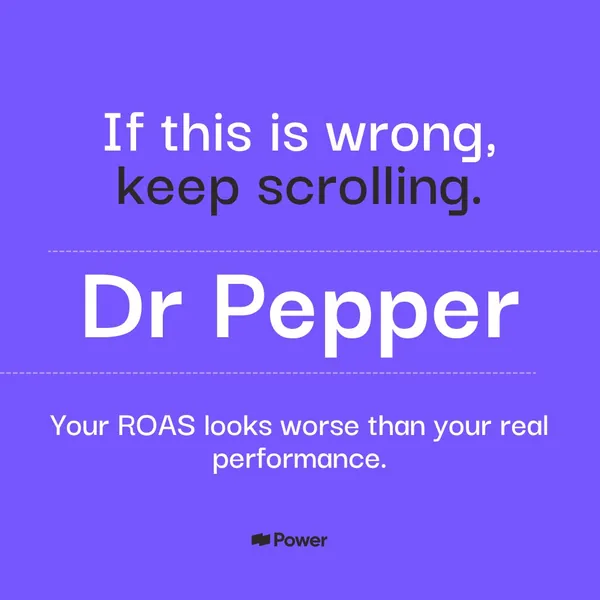 If this is wrong,
keep scrolling.
Dr Pepper
Your ROAS looks worse than your real
performance.
Power